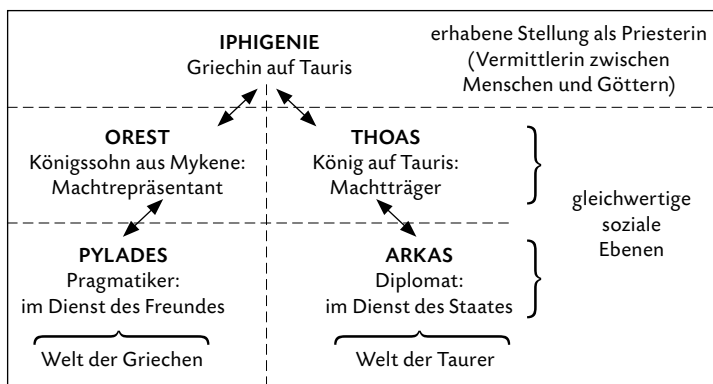 IPHIGENIE
Griechin auf Tauris
erhabene Stellung als Priesterin
(Vermittlerin zwischen
Menschen und Göttern)
OREST
Königssohn aus Mykene:
Machtrepräsentant
THOAS
König auf Tauris:
Machtträger
PYLADES
Pragmatiker:
im Dienst des Freundes
ARKAS
Diplomat:
im Dienst des Staates
gleichwertige
soziale
Ebenen
Welt der Griechen
Welt der Taurer